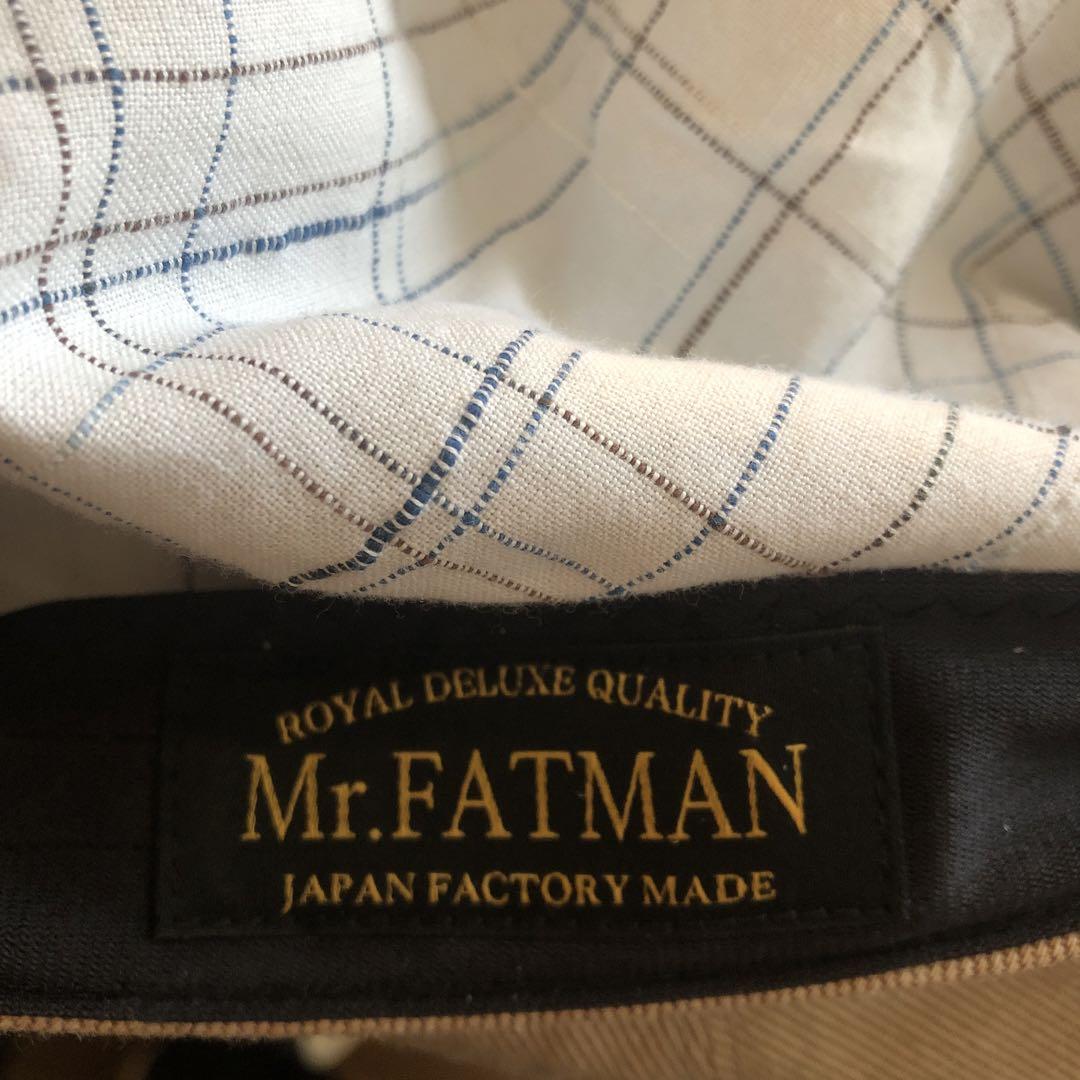 ROYAL DELUXE QUALITY
Mr.FATMAN
JAPAN FACTORY MADE